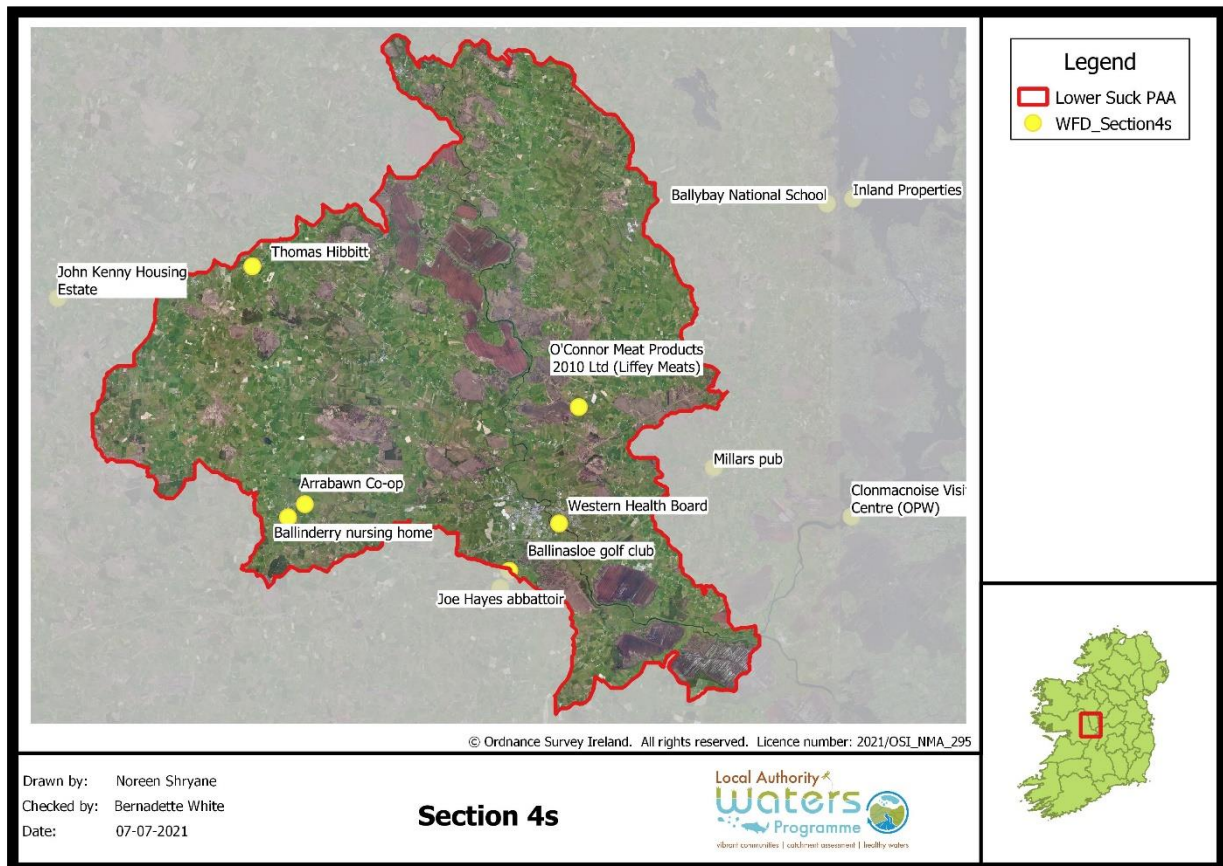 Legend
Lower Suck PAA
WFD_Section4s
Ballybay National School
Inland Properties
Thomas Hibbitt
John Kenny Housing
Estate
O'Connor Meat Products
2010 Ltd (Liffey Meats)
Millars pub
Arrabawn Co-op
Ballinderry nursing home
Western Health Board
Clonmacnoise Visi
Centre (OPW)
Ballinasloe golf club
Joe Hayes abbattoir
© Ordnance Survey Ireland. All rights reserved. Licence number: 2021/OSI_NMA_295
Drawn by: Noreen Shryane
Checked by: Bernadette White
Date: 07-07-2021
Section 4s
Local Authority
Waters
Programme
vibrant communities | catchment assessment | healthy waters